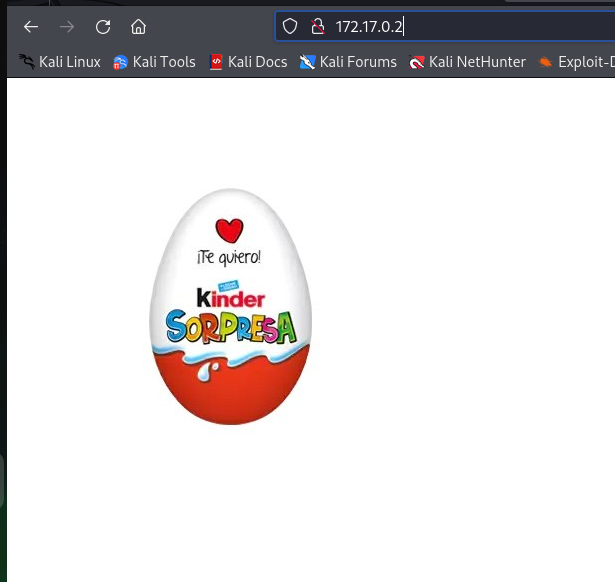 172.17.0.2
Kali Linux Kali Tools Kali Docs Kali Forums Kali NetHunter Exploit-D
¡Te quiero!
Kinder
SORPRESA